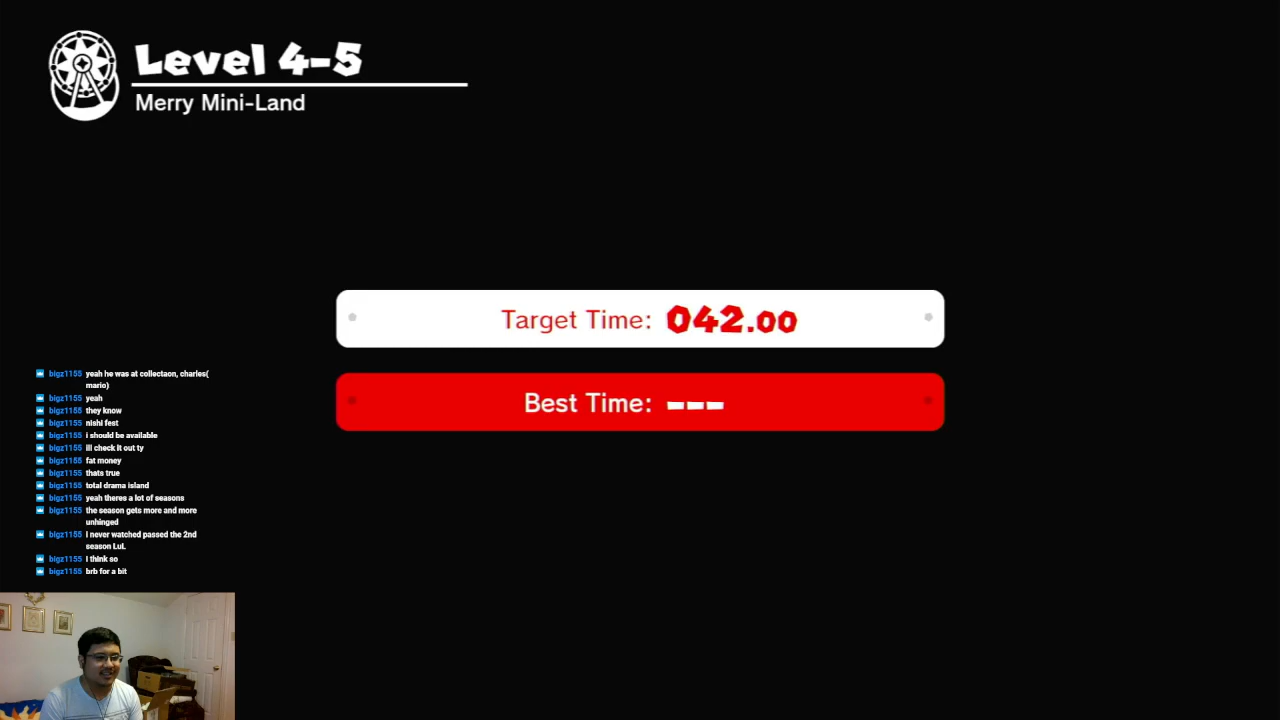 Level 4-5
Merry Mini-Land
Target Time: 042.00
Best Time: ---
bigz1155 yeah he was at collectaon, charles(
mario)
bigz1155 yeah
bigz1155 they know
bigz1155 nishi fest
bigz1155 i should be available
bigz1155 ill check it out ty
bigz1155 fat money
bigz1155 thats true
bigz1155 total drama island
bigz1155 yeah theres a lot of seasons
bigz1155 the season gets more and more
unhinged
bigz1155 i never watched passed the 2nd
season LuL
bigz1155 i think so
bigz1155 brb for a bit